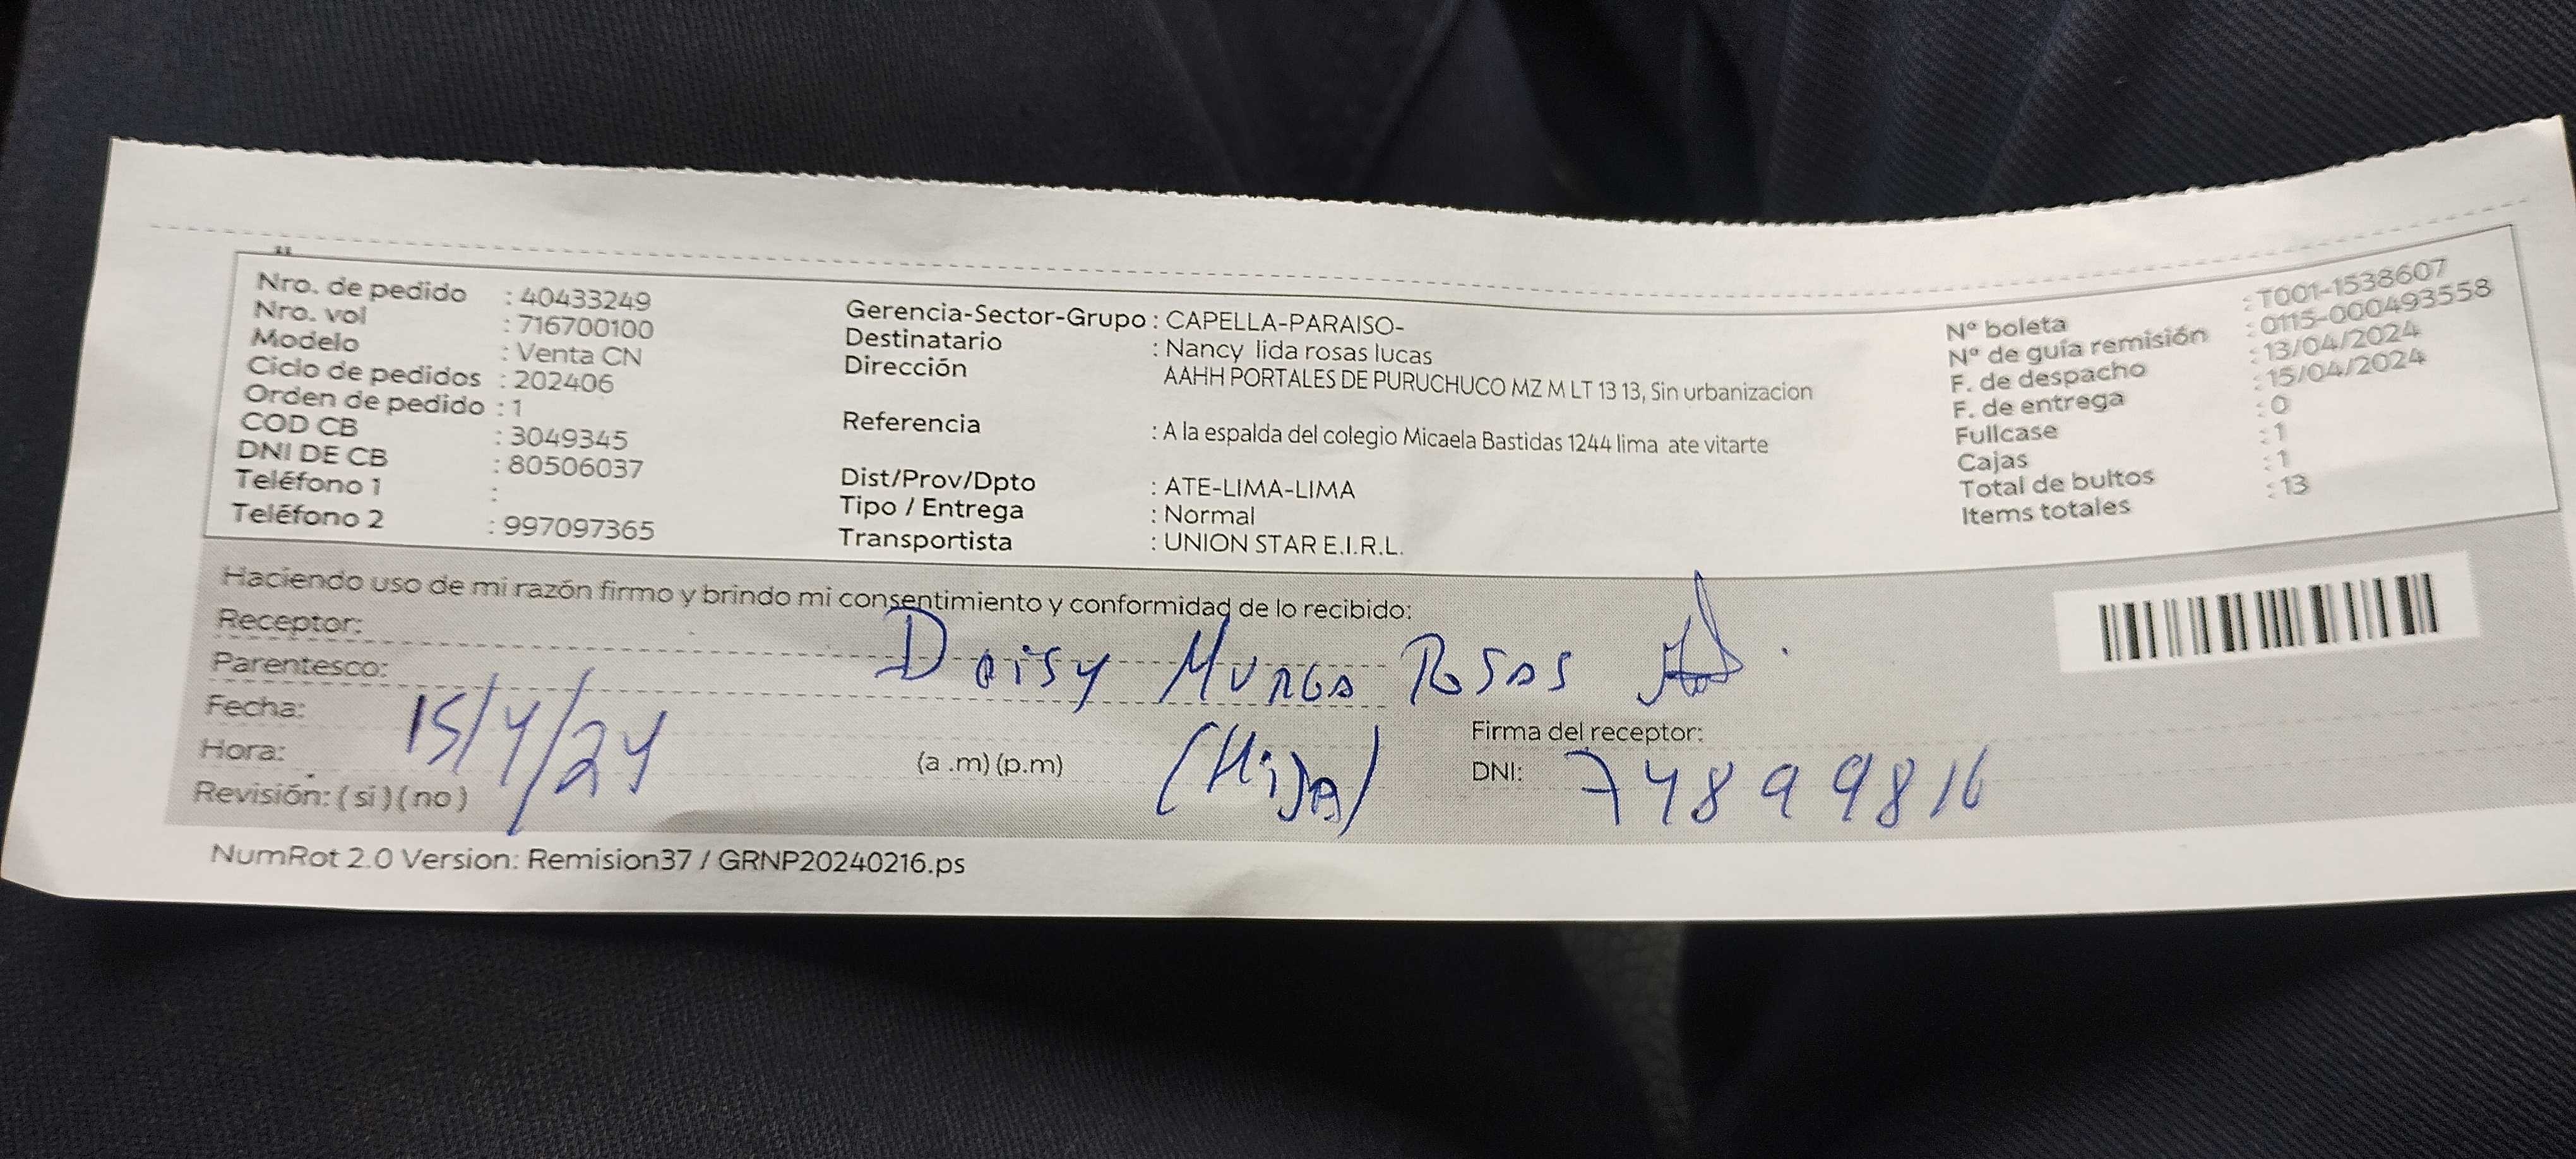 Nro. de pedido : 40433249
Nro. vol : 716700100
Modelo : Venta CN
Ciclo de pedidos : 202406
Orden de pedido : 1
COD CB : 3049345
DNI DE CB : 80506037
Teléfono 1 :
Teléfono 2 : 997097365
Gerencia-Sector-Grupo : CAPELLA-PARAISO-
Destinatario : Nancy lida rosas lucas
Dirección AAHH PORTALES DE PURUCHUCO MZ M LT 13 13, Sin urbanizacion
Referencia : A la espalda del colegio Micaela Bastidas 1244 lima ate vitarte
Dist/Prov/Dpto : ATE-LIMA-LIMA
Tipo / Entrega : Normal
Transportista : UNION STAR E.I.R.L.
N° boleta : T001-1538607
N° de guía remisión : 0115-000493558
F. de despacho : 13/04/2024
F. de entrega : 15/04/2024
Fullcase : 0
Cajas : 1
Total de bultos : 1
Items totales : 13
Haciendo uso de mi razón firmo y brindo mi consentimiento y conformidad de lo recibido:
Receptor: Daisy Murga Rosas
Parentesco: (Hija)
Fecha: 15/4/24
Hora: (a .m) (p.m)
Revisión: ( si ) ( no )
Firma del receptor:
DNI: 74899816
NumRot 2.0 Version: Remision37 / GRNP20240216.ps